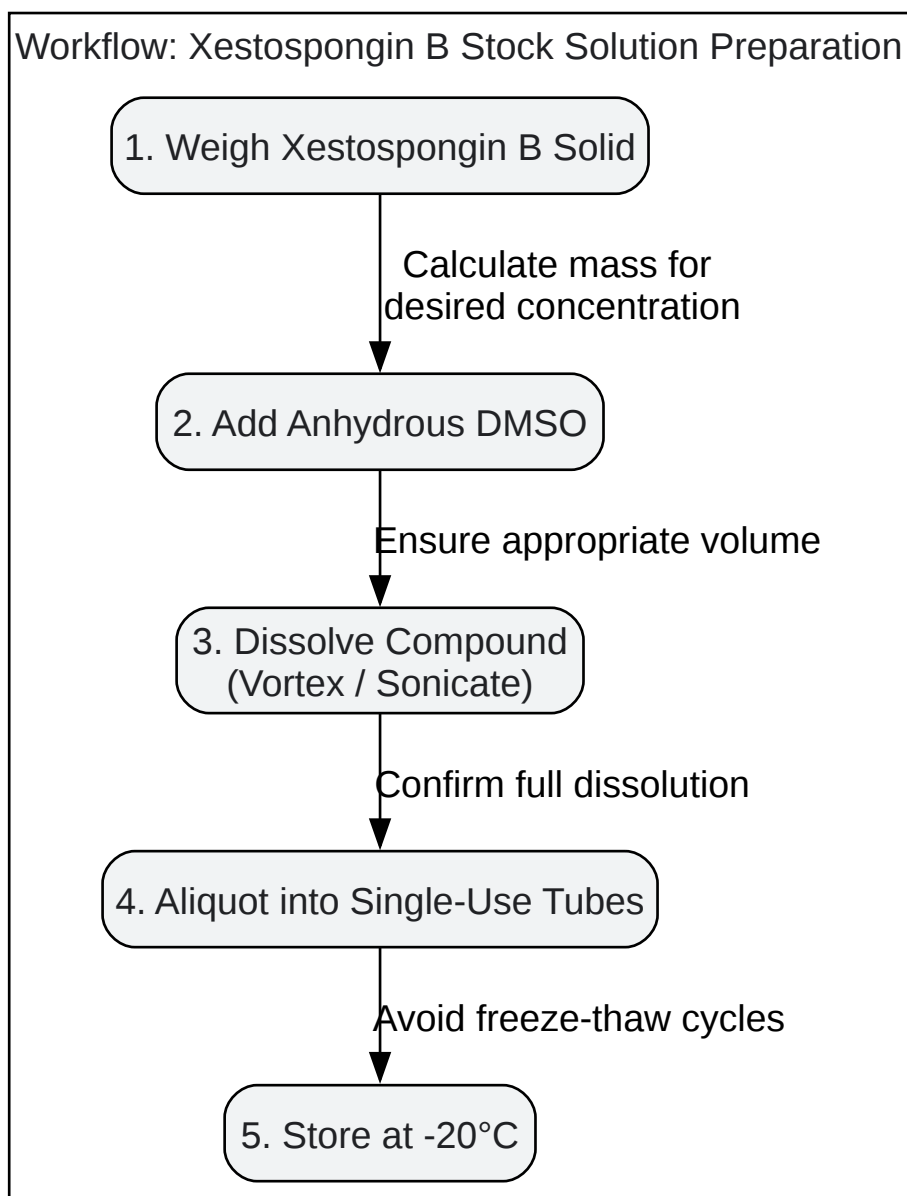 Workflow: Xestospongin B Stock Solution Preparation
1. Weigh Xestospongin B Solid
Calculate mass for
desired concentration
2. Add Anhydrous DMSO
Ensure appropriate volume
3. Dissolve Compound
(Vortex / Sonicate)
Confirm full dissolution
4. Aliquot into Single-Use Tubes
Avoid freeze-thaw cycles
5. Store at -20°C